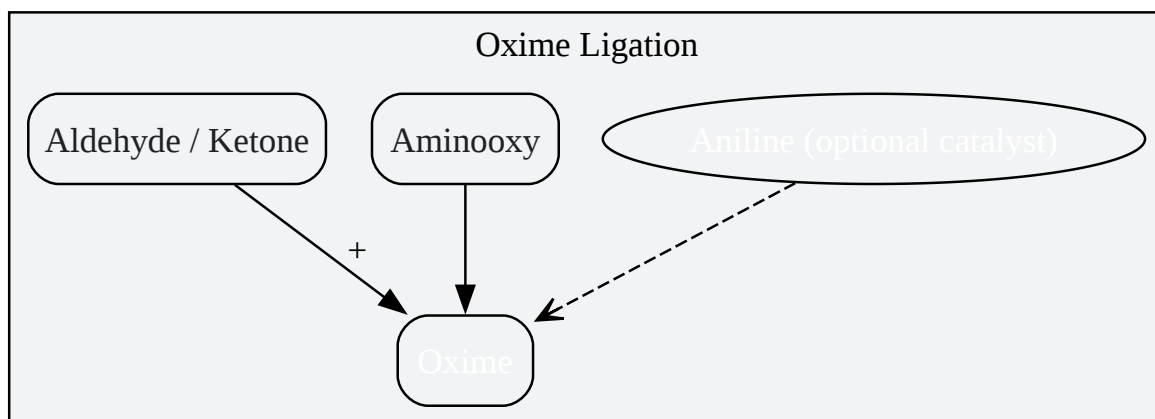 Oxime Ligation
Aldehyde / Ketone
Aminooxy
Aniline (optional catalyst)
+
Oxime